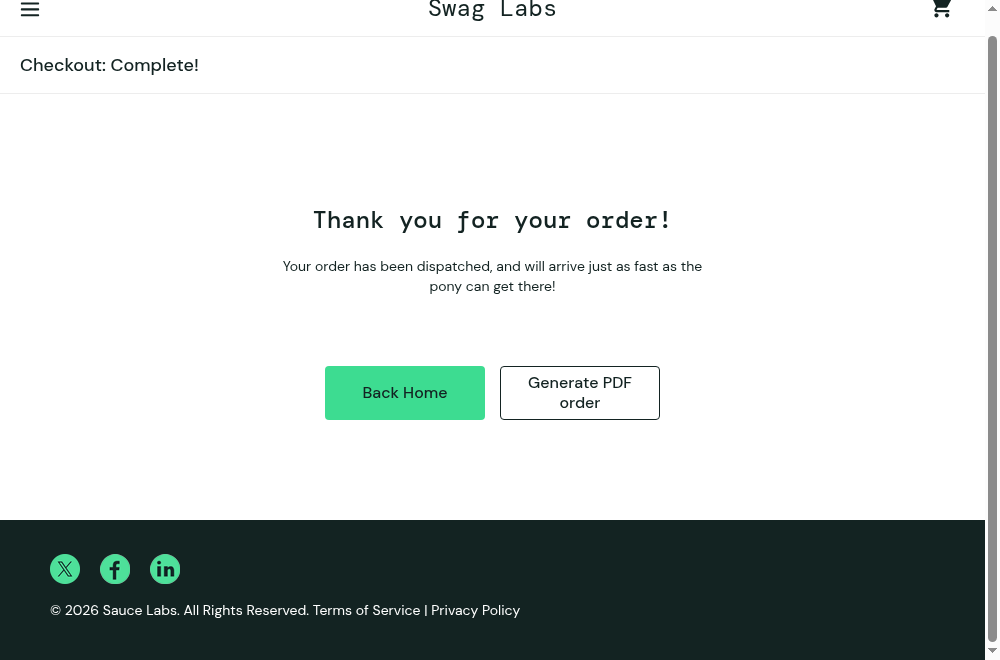 Swag Labs
Checkout: Complete!
Thank you for your order!
Your order has been dispatched, and will arrive just as fast as the
pony can get there!
Back Home
Generate PDF
order
© 2026 Sauce Labs. All Rights Reserved. Terms of Service | Privacy Policy